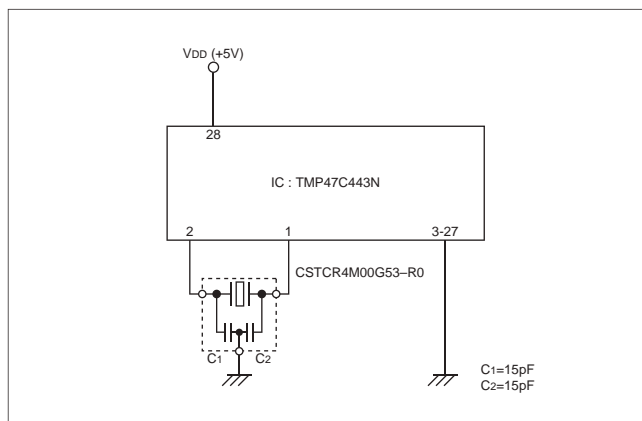 VDD (+5V)
28
IC : TMP47C443N
2 1 3-27
CSTCR4M00G53–R0
C1 C2
C1=15pF
C2=15pF